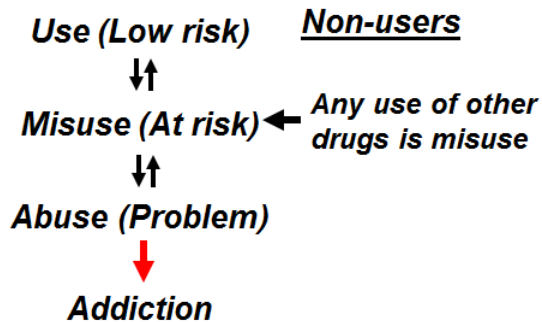 Use (Low risk)
Non-users
Misuse (At risk)
Any use of other
drugs is misuse
Abuse (Problem)
Addiction